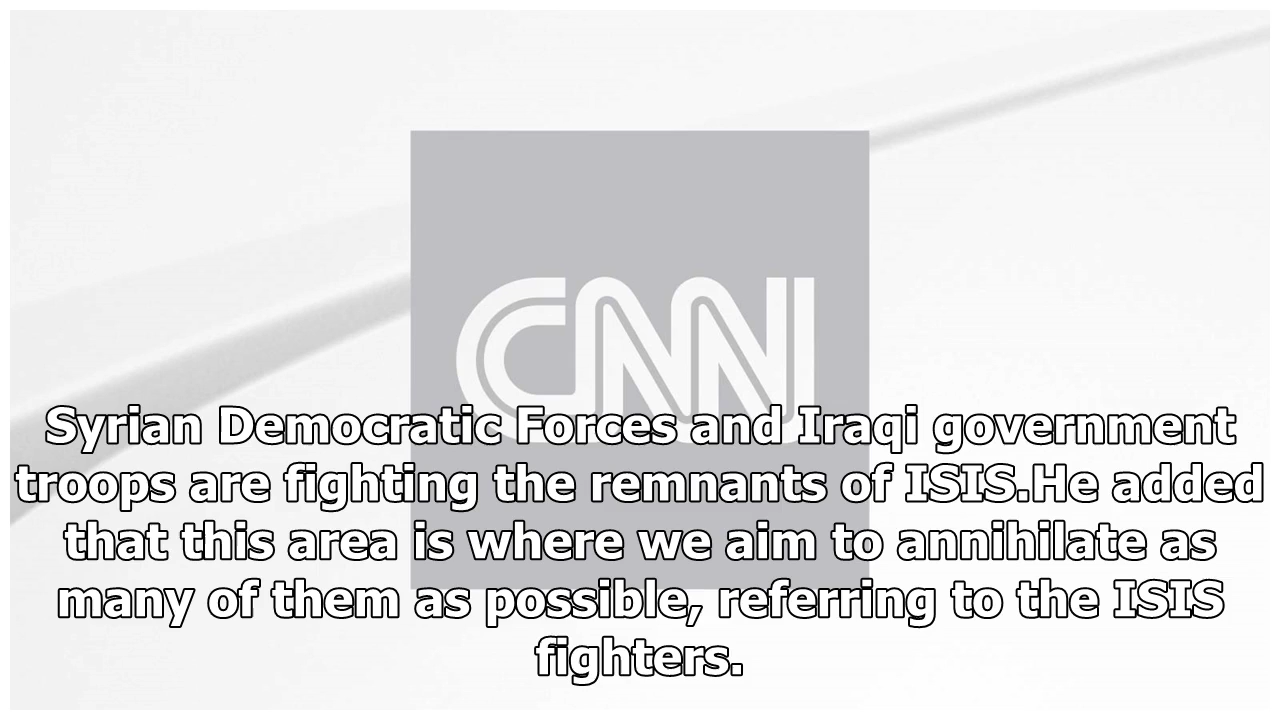 CNN
Syrian Democratic Forces and Iraqi government
troops are fighting the remnants of ISIS.He added
that this area is where we aim to annihilate as
many of them as possible, referring to the ISIS
fighters.